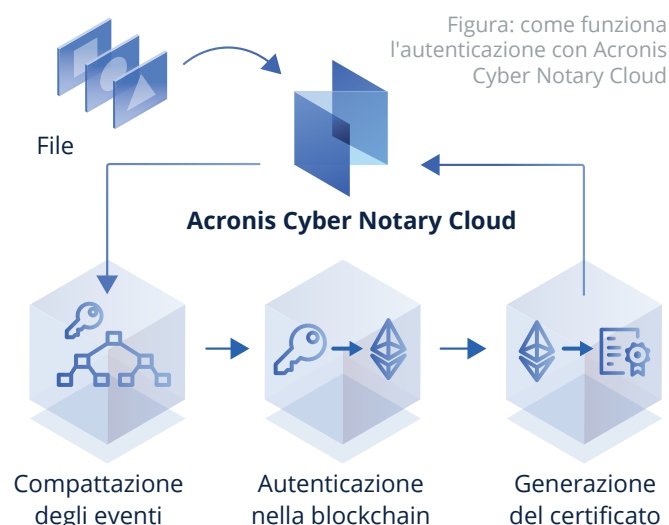 Figura: come funziona
l'autenticazione con Acronis
Cyber Notary Cloud
File
Acronis Cyber Notary Cloud
Compattazione
degli eventi
Autenticazione
nella blockchain
Generazione
del certificato